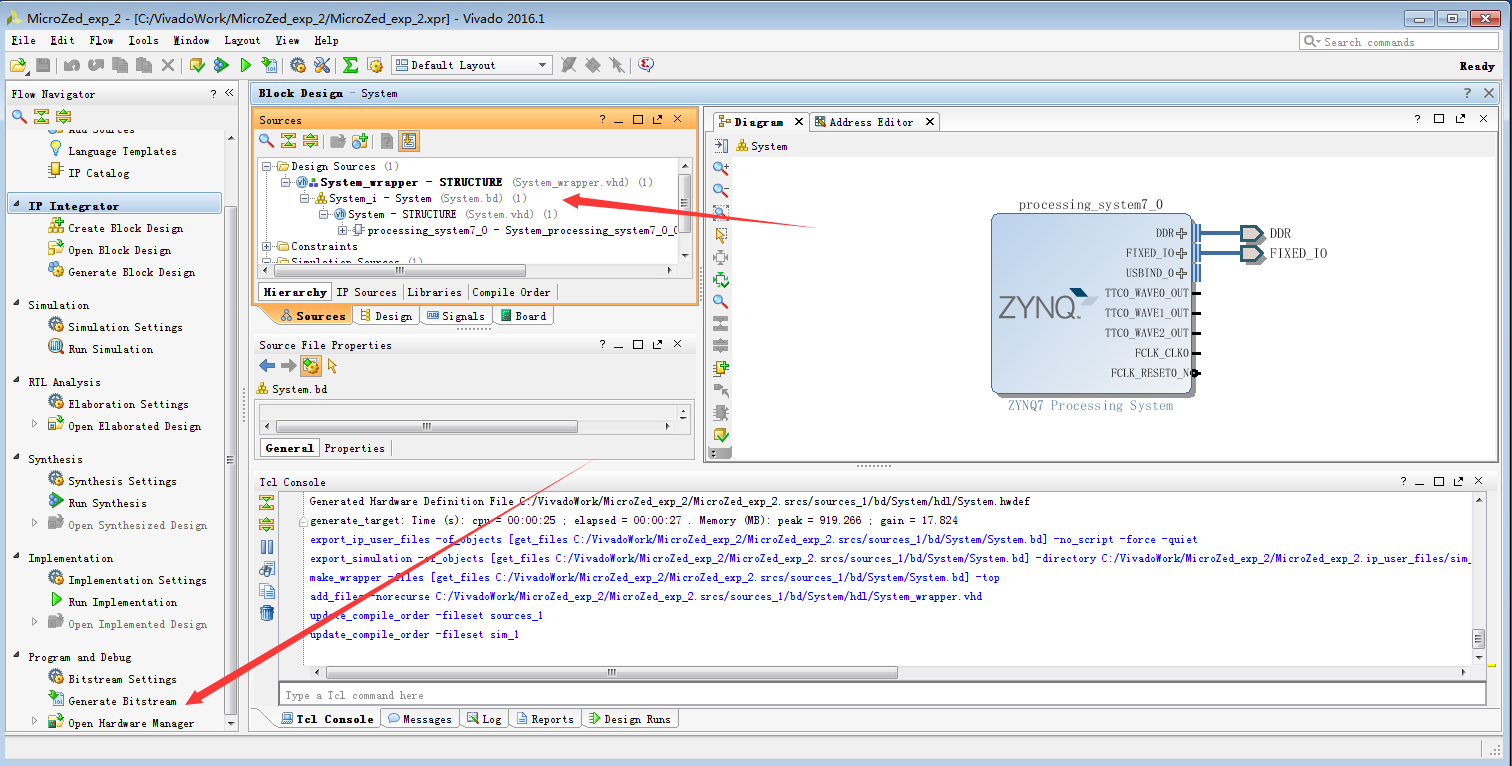 MicroZed_exp_2 - [C:/VivadoWork/MicroZed_exp_2/MicroZed_exp_2.xpr] - Vivado 2016.1
File Edit Flow Tools Window Layout View Help
Search commands
Default Layout
Ready
Flow Navigator
Add Sources
Language Templates
IP Catalog
IP Integrator
Create Block Design
Open Block Design
Generate Block Design
Simulation
Simulation Settings
Run Simulation
RTL Analysis
Elaboration Settings
Open Elaborated Design
Synthesis
Synthesis Settings
Run Synthesis
Open Synthesized Design
Implementation
Implementation Settings
Run Implementation
Open Implemented Design
Program and Debug
Bitstream Settings
Generate Bitstream
Open Hardware Manager
Block Design - System
Sources
Design Sources (1)
System_wrapper - STRUCTURE (System_wrapper.vhd) (1)
System_i - System (System.bd) (1)
System - STRUCTURE (System.vhd) (1)
processing_system7_0 - System_processing_system7_0_0
Constraints
Simulation Sources (1)
Hierarchy IP Sources Libraries Compile Order
Sources Design Signals Board
Source File Properties
System.bd
General Properties
Diagram Address Editor
System
processing_system7_0
DDR
FIXED_IO
USBIND_0
TTC0_WAVE0_OUT
TTC0_WAVE1_OUT
TTC0_WAVE2_OUT
FCLK_CLK0
FCLK_RESET0_N
ZYNQ
DDR
FIXED_IO
ZYNQ7 Processing System
Tcl Console
Generated Hardware Definition File C:/VivadoWork/MicroZed_exp_2/MicroZed_exp_2.srcs/sources_1/bd/System/hdl/System.hwdef
generate_target: Time (s): cpu = 00:00:25 ; elapsed = 00:00:27 . Memory (MB): peak = 919.266 ; gain = 17.824
export_ip_user_files -of_objects [get_files C:/VivadoWork/MicroZed_exp_2/MicroZed_exp_2.srcs/sources_1/bd/System/System.bd] -no_script -force -quiet
export_simulation -of_objects [get_files C:/VivadoWork/MicroZed_exp_2/MicroZed_exp_2.srcs/sources_1/bd/System/System.bd] -directory C:/VivadoWork/MicroZed_exp_2/MicroZed_exp_2.ip_user_files/sim_
make_wrapper -files [get_files C:/VivadoWork/MicroZed_exp_2/MicroZed_exp_2.srcs/sources_1/bd/System/System.bd] -top
add_files -norecurse C:/VivadoWork/MicroZed_exp_2/MicroZed_exp_2.srcs/sources_1/bd/System/hdl/System_wrapper.vhd
update_compile_order -fileset sources_1
update_compile_order -fileset sim_1
Type a Tcl command here
Tcl Console Messages Log Reports Design Runs